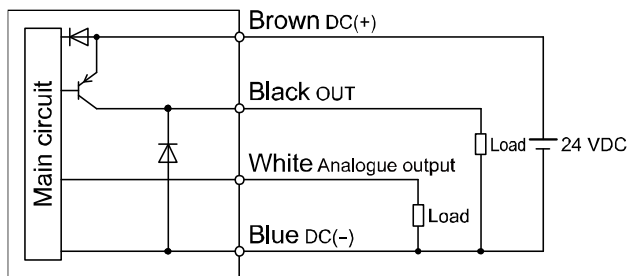 Main circuit
Brown DC(+)
Black OUT
White Analogue output
Blue DC(−)
Load
Load
24 VDC